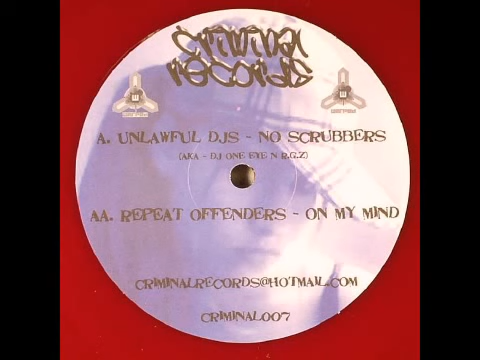 CRIMINAL
RECORDS
A. UNLAWFUL DJS - NO SCRUBBERS
(AKA - DJ ONE EYE N R.G.Z)
AA. REPEAT OFFENDERS - ON MY MIND
CRIMINALRECORDS@HOTMAIL.COM
CRIMINAL007